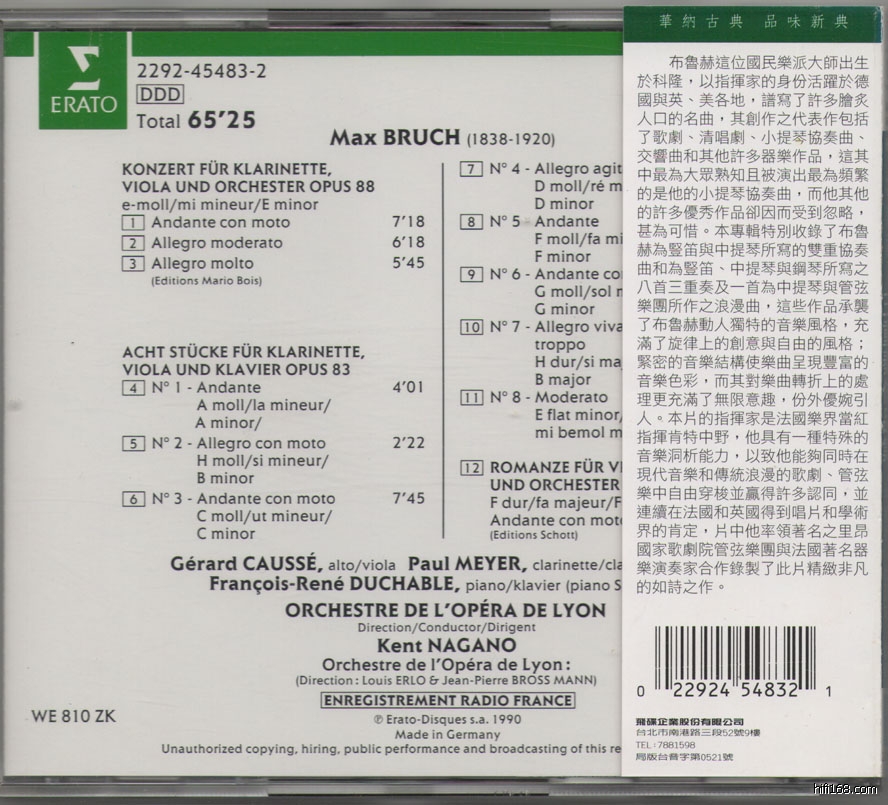 2292-45483-2
DDD
Total 65’25
ERATO
Max BRUCH (1838-1920)
KONZERT FÜR KLARINETTE,
VIOLA UND ORCHESTER OPUS 88
e-moll/mi mineur/E minor
1 Andante con moto 7’18
2 Allegro moderato 6’18
3 Allegro molto 5’45
(Editions Mario Bois)
ACHT STÜCKE FÜR KLARINETTE,
VIOLA UND KLAVIER OPUS 83
4 N° 1 - Andante 4’01
A moll/la mineur/
A minor/
5 N° 2 - Allegro con moto 2’22
H moll/si mineur/
B minor
6 N° 3 - Andante con moto 7’45
C moll/ut mineur/
C minor
7 N° 4 - Allegro agit
D moll/ré m
D minor
8 N° 5 - Andante
F moll/fa mi
F minor
9 N° 6 - Andante co
G moll/sol m
G minor
10 N° 7 - Allegro viva
troppo
H dur/si ma
B major
11 N° 8 - Moderato
E flat minor/
mi bemol m
12 ROMANZE FÜR VI
UND ORCHESTER
F dur/fa majeur/F
Andante con moto
(Editions Schott)
Gérard CAUSSÉ, alto/viola Paul MEYER, clarinette/cla
François-René DUCHABLE, piano/klavier (piano S
ORCHESTRE DE L’OPÉRA DE LYON
Direction/Conductor/Dirigent
Kent NAGANO
Orchestre de l’Opéra de Lyon :
(Direction : Louis ERLO & Jean-Pierre BROSS MANN)
ENREGISTREMENT RADIO FRANCE
℗ Erato-Disques s.a. 1990
Made in Germany
Unauthorized copying, hiring, public performance and broadcasting of this re
WE 810 ZK
華納古典 品味新典
布魯赫這位國民樂派大師出生
於科隆，以指揮家的身份活躍於德
國與英、美各地，譜寫了許多膾炙
人口的名曲，其創作之代表作包括
了歌劇、清唱劇、小提琴協奏曲、
交響曲和其他許多器樂作品，這其
中最為大眾熟知且被演出最為頻繁
的是他的小提琴協奏曲，而他其他
的許多優秀作品卻因而受到忽略，
甚為可惜。本專輯特別收錄了布魯
赫為豎笛與中提琴所寫的雙重協奏
曲和為豎笛、中提琴與鋼琴所寫之
八首三重奏及一首為中提琴與管弦
樂團所作之浪漫曲，這些作品承襲
了布魯赫動人獨特的音樂風格，充
滿了旋律上的創意與自由的風格；
緊密的音樂結構使樂曲呈現豐富的
音樂色彩，而其對樂曲轉折上的處
理更充滿了無限意趣，份外優婉引
人。本片的指揮家是法國樂界當紅
指揮肯特中野，他具有一種特殊的
音樂洞析能力，以致他能夠同時在
現代音樂和傳統浪漫的歌劇、管弦
樂中自由穿梭並贏得許多認同，並
連續在法國和英國得到唱片和學術
界的肯定，片中他率領著名之里昂
國家歌劇院管弦樂團與法國著名器
樂演奏家合作錄製了此片精緻非凡
的如詩之作。
0 22924 54832 1
飛碟企業股份有限公司
台北市南港路三段52號9樓
TEL:7881598
局版台音字第0521號
hifi168.com